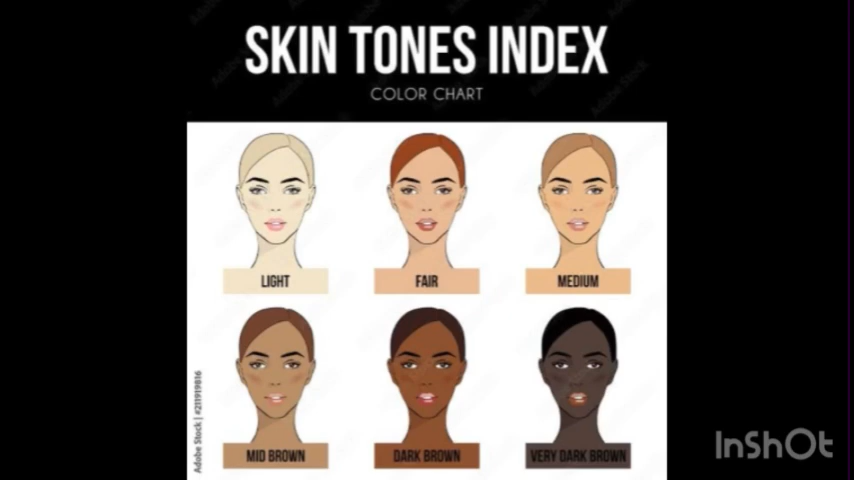 SKIN TONES INDEX
COLOR CHART
LIGHT
FAIR
MEDIUM
MID BROWN
DARK BROWN
VERY DARK BROWN
Adobe Stock | #211919816
InShOt